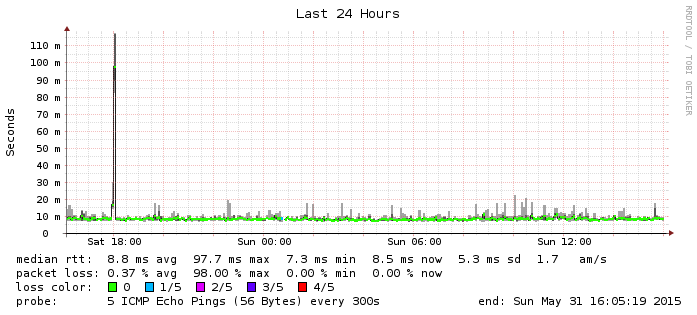 Last 24 Hours
RRDTOOL / TOBI OETIKER
Seconds
110 m
100 m
90 m
80 m
70 m
60 m
50 m
40 m
30 m
20 m
10 m
0
Sat 18:00 Sun 00:00 Sun 06:00 Sun 12:00
median rtt: 8.8 ms avg 97.7 ms max 7.3 ms min 8.5 ms now 5.3 ms sd 1.7 am/s
packet loss: 0.37 % avg 98.00 % max 0.00 % min 0.00 % now
loss color: 0 1/5 2/5 3/5 4/5
probe: 5 ICMP Echo Pings (56 Bytes) every 300s end: Sun May 31 16:05:19 2015